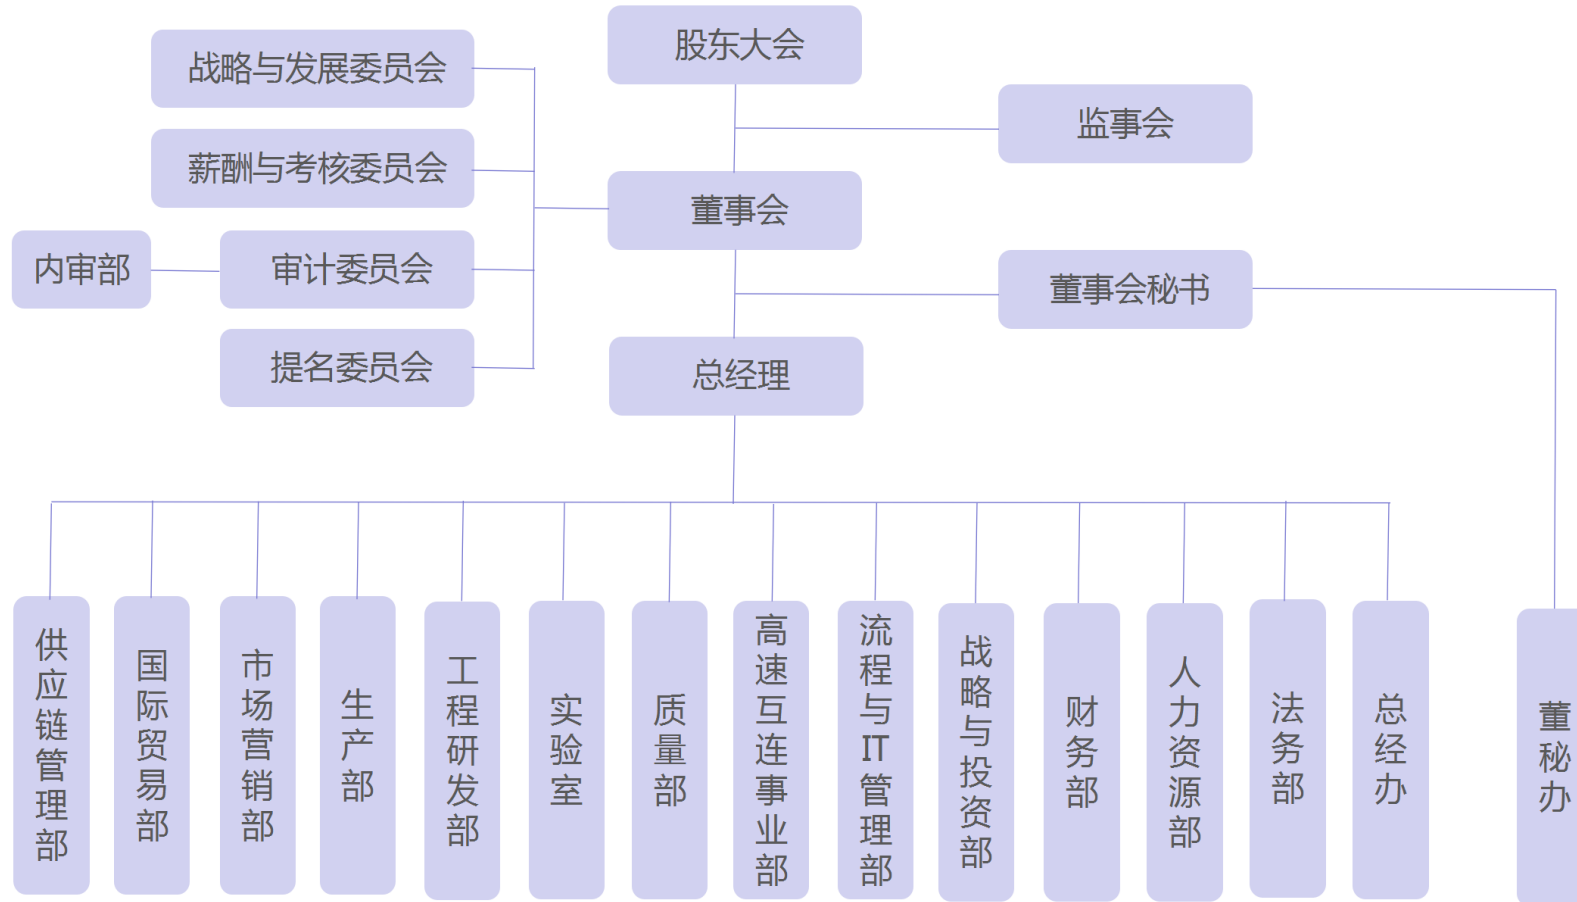 股东大会
战略与发展委员会
监事会
薪酬与考核委员会
董事会
内审部
审计委员会
董事会秘书
提名委员会
总经理
供应链管理部
国际贸易部
市场营销部
生产部
工程研发部
实验室
质量部
高速互连事业部
流程与IT管理部
战略与投资部
财务部
人力资源部
法务部
总经办
董秘办